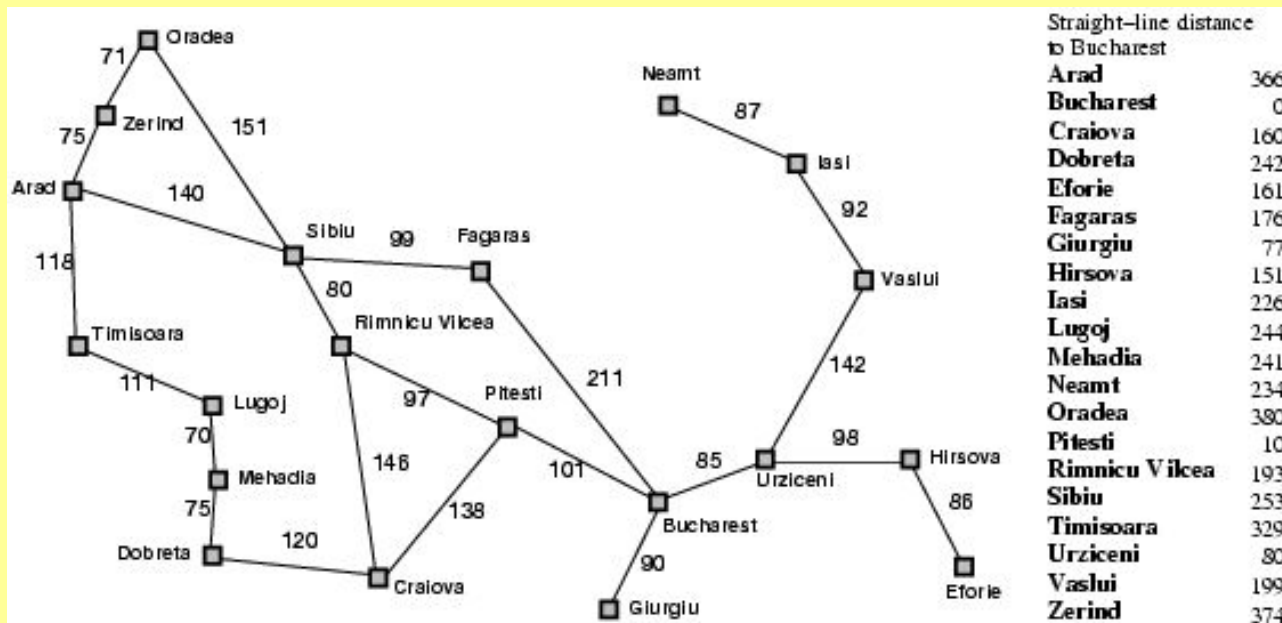 Oradea
71
Neamt
87
Zerind
75
151
Iasi
Arad
140
92
Sibiu
99
Fagaras
118
80
Vaslui
Timisoara
Rimnicu Vilcea
142
111
211
Lugoj
97
Pitesti
70
98
Hirsova
146
101
85
Urziceni
Mehadia
86
75
138
Bucharest
Dobreta
120
90
Eforie
Craiova
Giurgiu
Straight–line distance
to Bucharest
Arad 366
Bucharest 0
Craiova 160
Dobreta 242
Eforie 161
Fagaras 176
Giurgiu 77
Hirsova 151
Iasi 226
Lugoj 244
Mehadia 241
Neamt 234
Oradea 380
Pitesti 10
Rimnicu Vilcea 193
Sibiu 253
Timisoara 329
Urziceni 80
Vaslui 199
Zerind 374